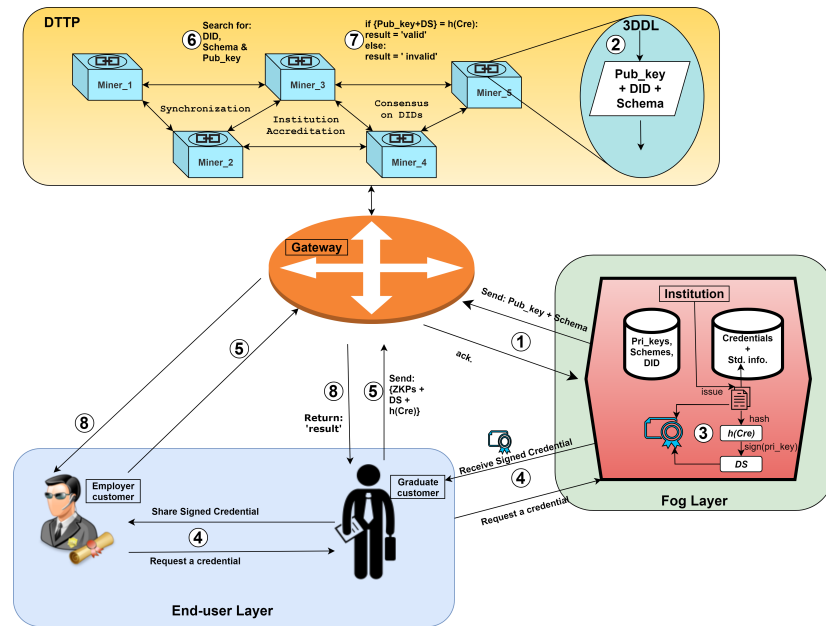 DTTP
6
Search for:
DID,
Schema &
Pub_key
7
if {Pub_key+DS} = h(Cre):
result = 'valid'
else:
result = ' invalid'
3DDL
2
Pub_key
+ DID +
Schema
Miner_1
Miner_3
Miner_5
Synchronization
Institution
Accreditation
Consensus
on DIDs
Miner_2
Miner_4
Gateway
Send: Pub_key + Schema
1
ack.
Institution
Pri_keys,
Schemes,
DID
Credentials
+
Std. info.
issue
hash
3
h(Cre)
sign(pri_key)
DS
Fog Layer
5
8
8
Return:
'result'
5
Send:
{ZKPs +
DS +
h(Cre)}
Receive Signed Credential
4
Request a credential
Employer
customer
Graduate
customer
Share Signed Credential
4
Request a credential
End-user Layer